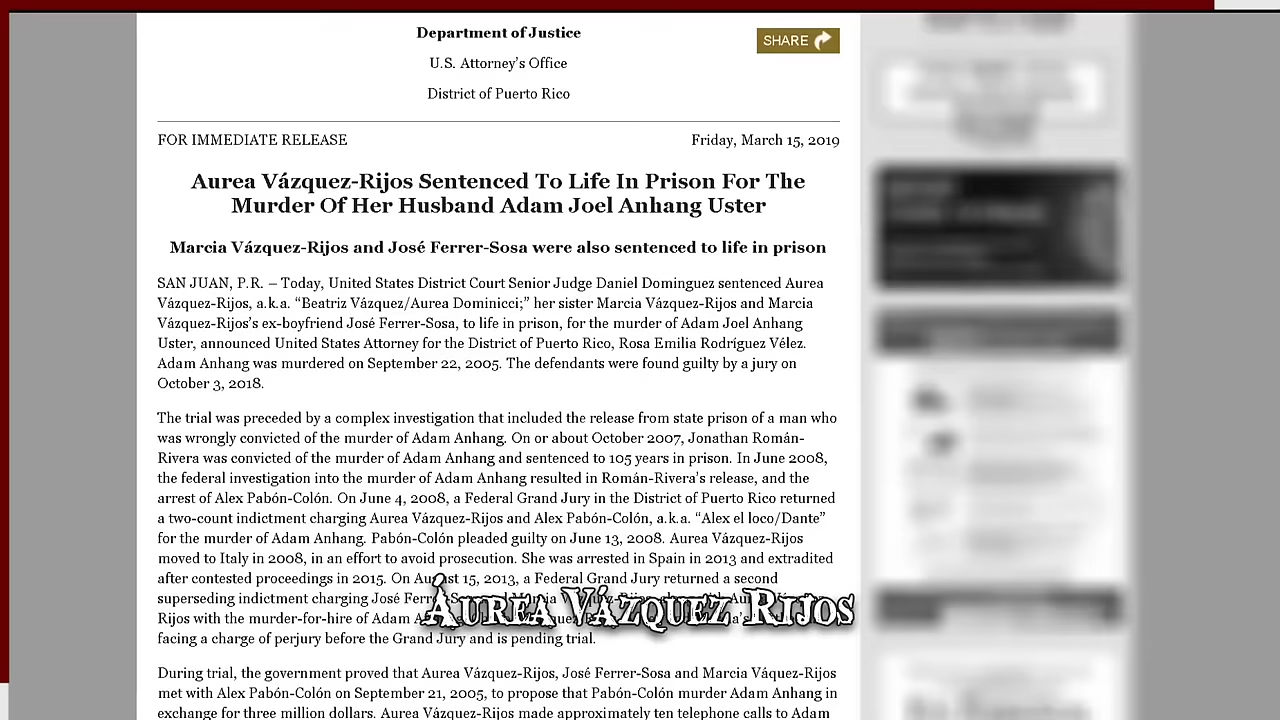 Department of Justice
SHARE
U.S. Attorney's Office
District of Puerto Rico
FOR IMMEDIATE RELEASE Friday, March 15, 2019
Aurea Vázquez-Rijos Sentenced To Life In Prison For The
Murder Of Her Husband Adam Joel Anhang Uster
Marcia Vázquez-Rijos and José Ferrer-Sosa were also sentenced to life in prison
SAN JUAN, P.R. – Today, United States District Court Senior Judge Daniel Dominguez sentenced Aurea
Vázquez-Rijos, a.k.a. “Beatriz Vázquez/Aurea Dominicci;” her sister Marcia Vázquez-Rijos and Marcia
Vázquez-Rijos’s ex-boyfriend José Ferrer-Sosa, to life in prison, for the murder of Adam Joel Anhang
Uster, announced United States Attorney for the District of Puerto Rico, Rosa Emilia Rodríguez Vélez.
Adam Anhang was murdered on September 22, 2005. The defendants were found guilty by a jury on
October 3, 2018.
The trial was preceded by a complex investigation that included the release from state prison of a man who
was wrongly convicted of the murder of Adam Anhang. On or about October 2007, Jonathan Román-
Rivera was convicted of the murder of Adam Anhang and sentenced to 105 years in prison. In June 2008,
the federal investigation into the murder of Adam Anhang resulted in Román-Rivera’s release, and the
arrest of Alex Pabón-Colón. On June 4, 2008, a Federal Grand Jury in the District of Puerto Rico returned
a two-count indictment charging Aurea Vázquez-Rijos and Alex Pabón-Colón, a.k.a. “Alex el loco/Dante”
for the murder of Adam Anhang. Pabón-Colón pleaded guilty on June 13, 2008. Aurea Vázquez-Rijos
moved to Italy in 2008, in an effort to avoid prosecution. She was arrested in Spain in 2013 and extradited
after contested proceedings in 2015. On August 15, 2013, a Federal Grand Jury returned a second
superseding indictment charging José
Áurea Vázquez Rijos
Rijos with the murder-for-hire of Adam
facing a charge of perjury before the Grand Jury and is pending trial.
During trial, the government proved that Aurea Vázquez-Rijos, José Ferrer-Sosa and Marcia Váquez-Rijos
met with Alex Pabón-Colón on September 21, 2005, to propose that Pabón-Colón murder Adam Anhang in
exchange for three million dollars. Aurea Vázquez-Rijos made approximately ten telephone calls to Adam